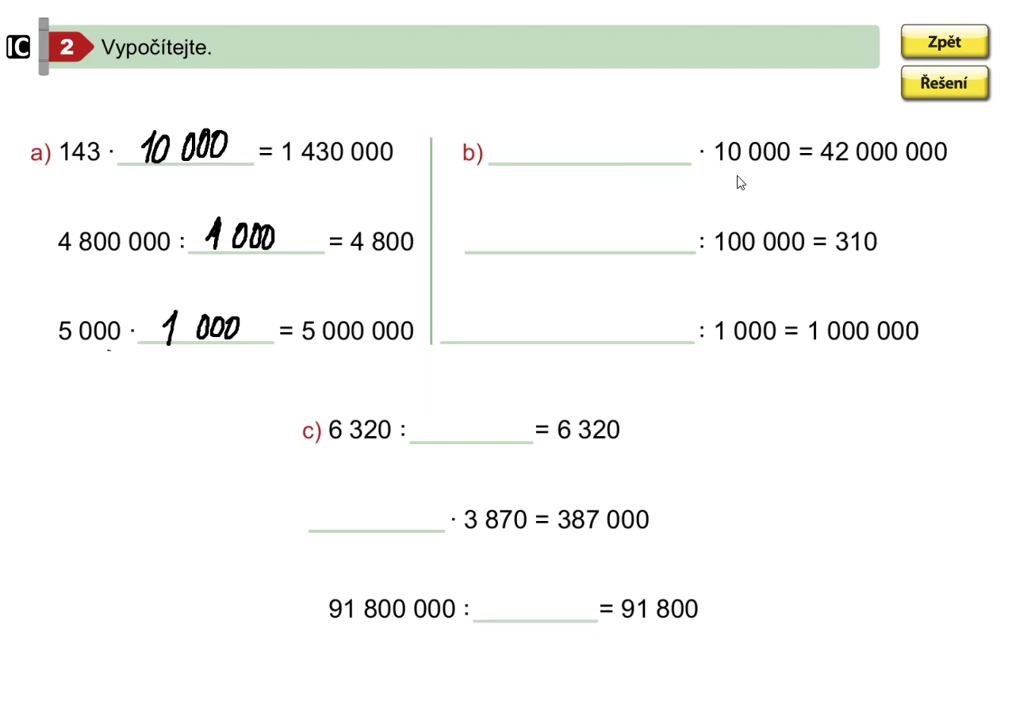 IC 2 Vypočítejte.
Zpět
Řešení
a) 143 · 10 000 = 1 430 000
4 800 000 : 1 000 = 4 800
5 000 · 1 000 = 5 000 000
b) · 10 000 = 42 000 000
: 100 000 = 310
: 1 000 = 1 000 000
c) 6 320 : = 6 320
· 3 870 = 387 000
91 800 000 : = 91 800